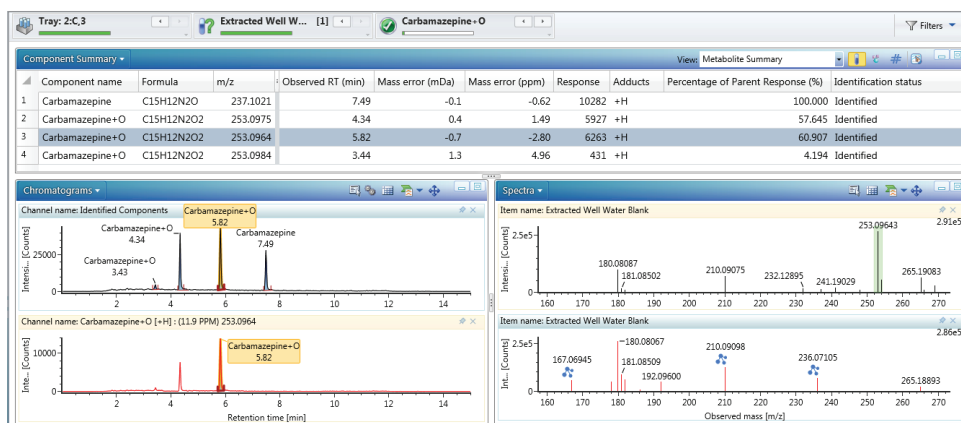 Tray: 2:C,3
Extracted Well W... [1]
Carbamazepine+O
Filters
Component Summary
View: Metabolite Summary
Component name Formula m/z Observed RT (min) Mass error (mDa) Mass error (ppm) Response Adducts Percentage of Parent Response (%) Identification status
1 Carbamazepine C15H12N2O 237.1021 7.49 -0.1 -0.62 10282 +H 100.000 Identified
2 Carbamazepine+O C15H12N2O2 253.0975 4.34 0.4 1.49 5927 +H 57.645 Identified
3 Carbamazepine+O C15H12N2O2 253.0964 5.82 -0.7 -2.80 6263 +H 60.907 Identified
4 Carbamazepine+O C15H12N2O2 253.0984 3.44 1.3 4.96 431 +H 4.194 Identified
Chromatograms
Channel name: Identified Components
Carbamazepine+O
5.82
Carbamazepine+O
4.34
Carbamazepine
7.49
Carbamazepine+O
3.43
Intensi... [Counts]
25000
0
2 4 6 8 10 12 14
Channel name: Carbamazepine+O [+H] : (11.9 PPM) 253.0964
Carbamazepine+O
5.82
Inte... [Counts]
10000
0
2 4 6 8 10 12 14
Retention time [min]
Spectra
Item name: Extracted Well Water Blank
2.91e5
253.09643
2.5e5
180.08087
181.08502
210.09075
232.12895
241.19029
265.19083
Intensi... [Counts]
0
160 170 180 190 200 210 220 230 240 250 260 270
Item name: Extracted Well Water Blank
2.86e5
2.5e5
180.08067
210.09098
167.06945
181.08509
192.09600
236.07105
265.18893
Int... [Counts]
0
160 170 180 190 200 210 220 230 240 250 260 270
Observed mass [m/z]